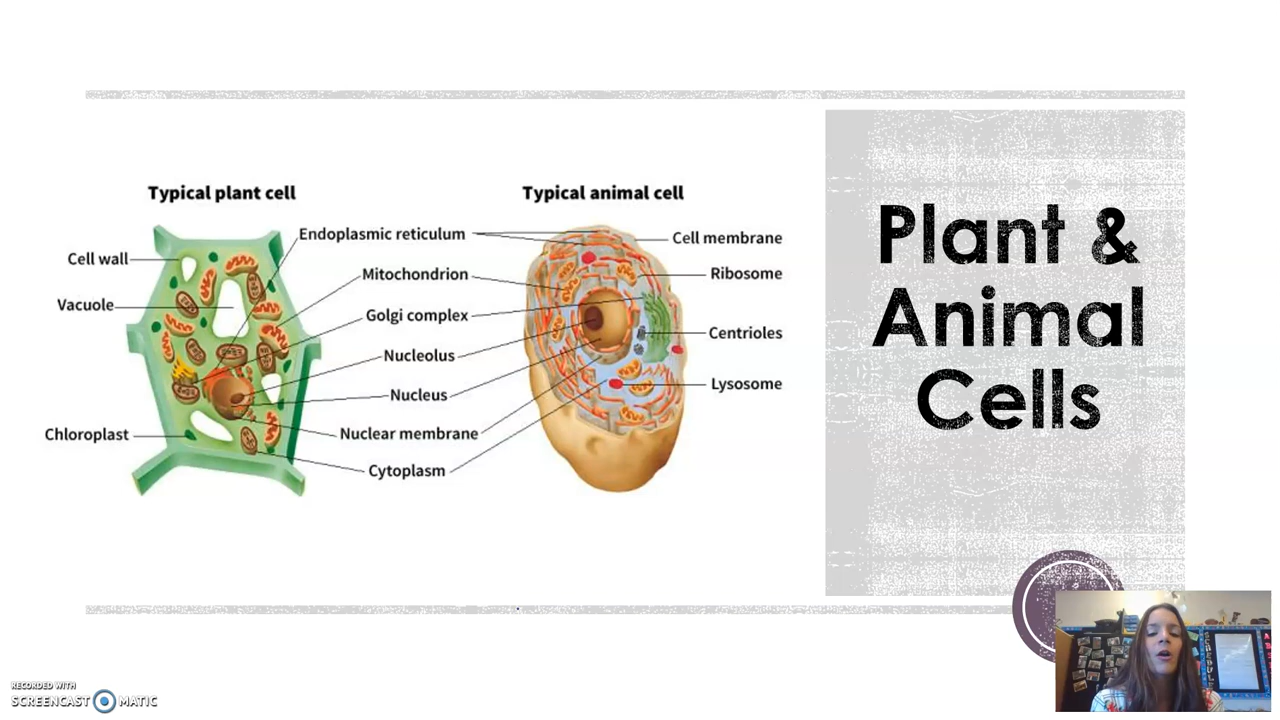 Typical plant cell
Typical animal cell
Cell wall
Vacuole
Chloroplast
Endoplasmic reticulum
Mitochondrion
Golgi complex
Nucleolus
Nucleus
Nuclear membrane
Cytoplasm
Cell membrane
Ribosome
Centrioles
Lysosome
Plant &
Animal
Cells
RECORDED WITH
SCREENCAST MATIC